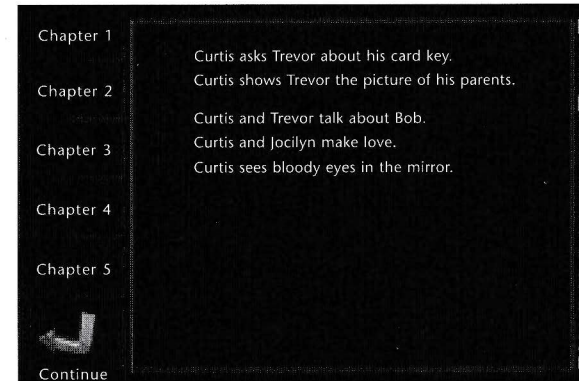 Chapter 1
Chapter 2
Chapter 3
Chapter 4
Chapter 5
Continue
Curtis asks Trevor about his card key.
Curtis shows Trevor the picture of his parents.
Curtis and Trevor talk about Bob.
Curtis and Jocilyn make love.
Curtis sees bloody eyes in the mirror.